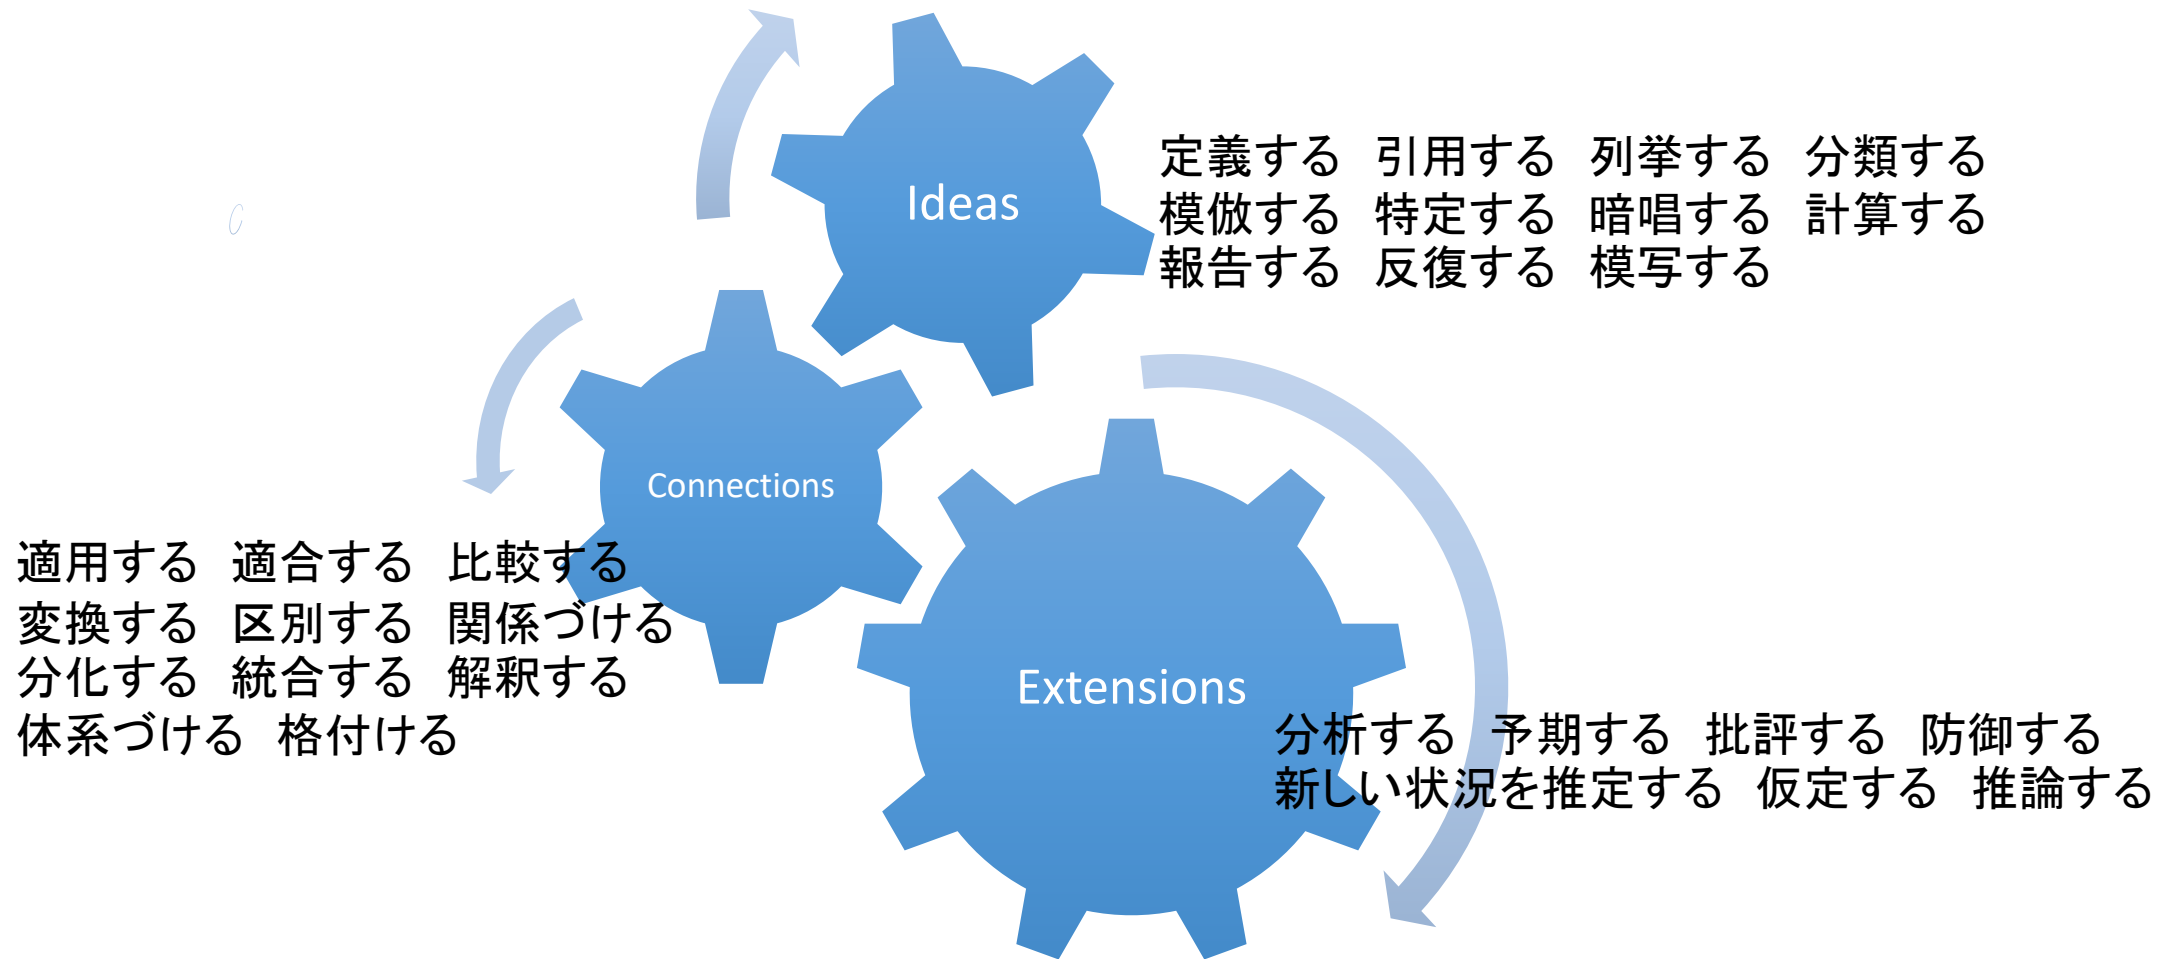 Ideas
定義する　引用する　列挙する　分類する
模倣する　特定する　暗唱する　計算する
報告する　反復する　模写する
Connections
適用する　適合する　比較する
変換する　区別する　関係づける
分化する　統合する　解釈する
体系づける　格付ける
Extensions
分析する　予期する　批評する　防御する
新しい状況を推定する　仮定する　推論する